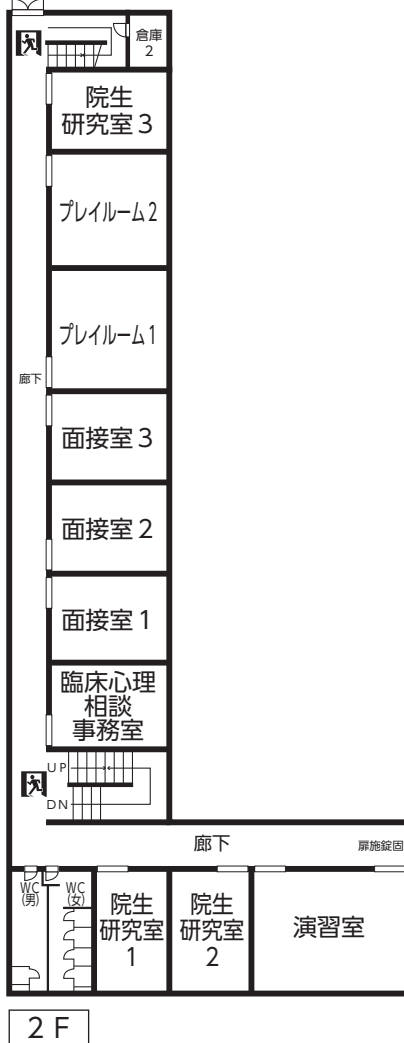 倉庫
2
院生
研究室3
プレイルーム2
プレイルーム1
廊下
面接室3
面接室2
面接室1
臨床心理
相談
事務室
UP
DN
廊下
扉施錠固
WC
(男)
WC
(女)
院生
研究室
1
院生
研究室
2
演習室
2F